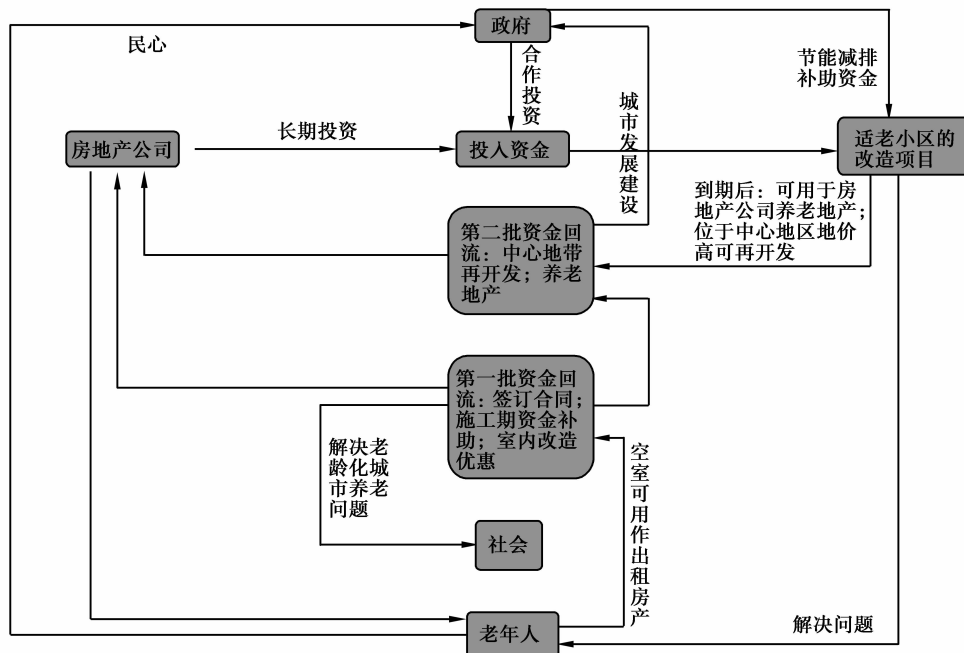 政府
民心
合作投资
节能减排
补助资金
城市发展建设
房地产公司
长期投资
投入资金
适老小区的
改造项目
到期后：可用于房
地产公司养老地产；
位于中心地区地价
高可再开发
第二批资金回
流：中心地带
再开发；养老
地产
第一批资金回
流：签订合同；
施工期资金补
助；室内改造
优惠
解决老
龄化城
市养老
问题
空室可用作出租房产
社会
老年人
解决问题